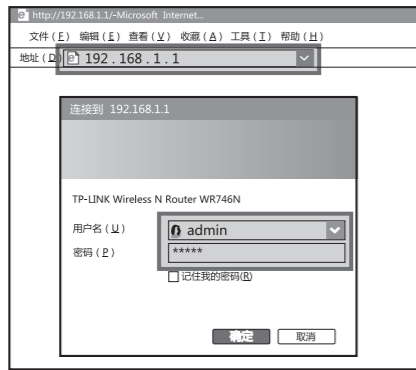 http://192.168.1.1/-Microsoft Internet...
文件(F) 编辑(E) 查看(V) 收藏(A) 工具(I) 帮助(H)
地址(D) 192.168.1.1
连接到 192.168.1.1
TP-LINK Wireless N Router WR746N
用户名(U) admin
密码(P) *****
记住我的密码(R)
确定 取消